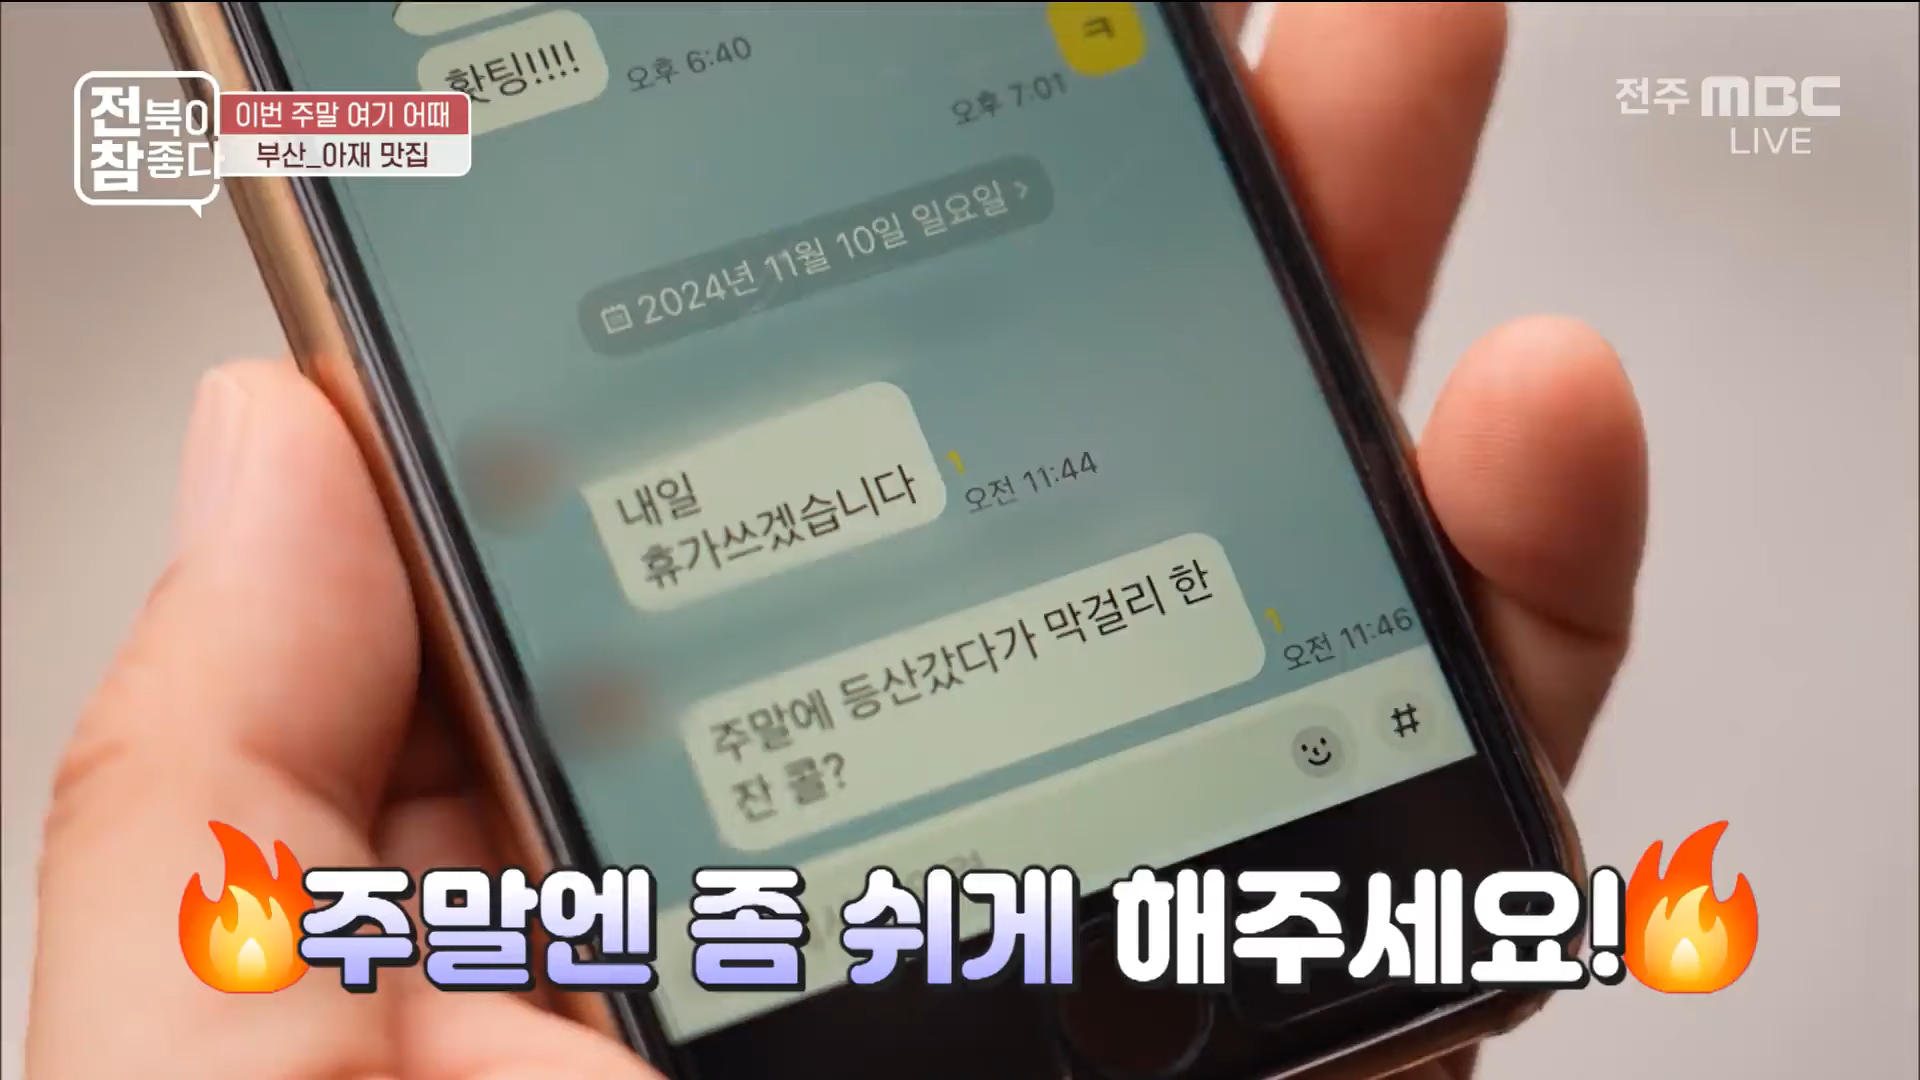 전북이
참좋다
이번 주말 여기 어때
부산_아재 맛집
전주 MBC
LIVE
홧팅!!!!
오후 6:40
ㅋ
오후 7:01
2024년 11월 10일 일요일 >
내일
휴가쓰겠습니다
1
오전 11:44
주말에 등산갔다가 막걸리 한
잔 콜?
1
오전 11:46
#
주말엔 좀 쉬게 해주세요!